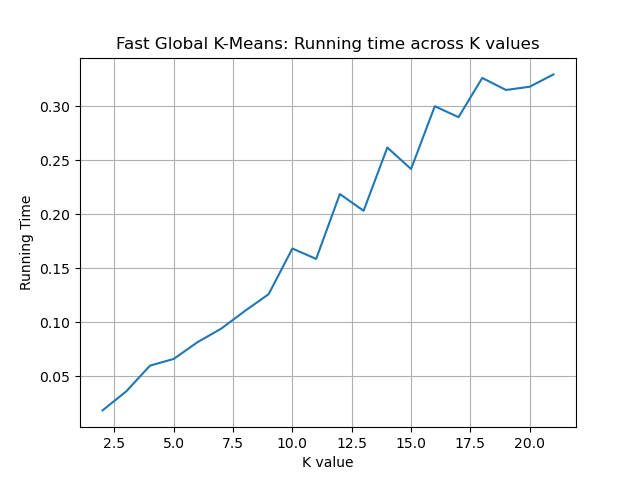 Fast Global K-Means: Running time across K values
Running Time
0.30
0.25
0.20
0.15
0.10
0.05
2.5 5.0 7.5 10.0 12.5 15.0 17.5 20.0
K value